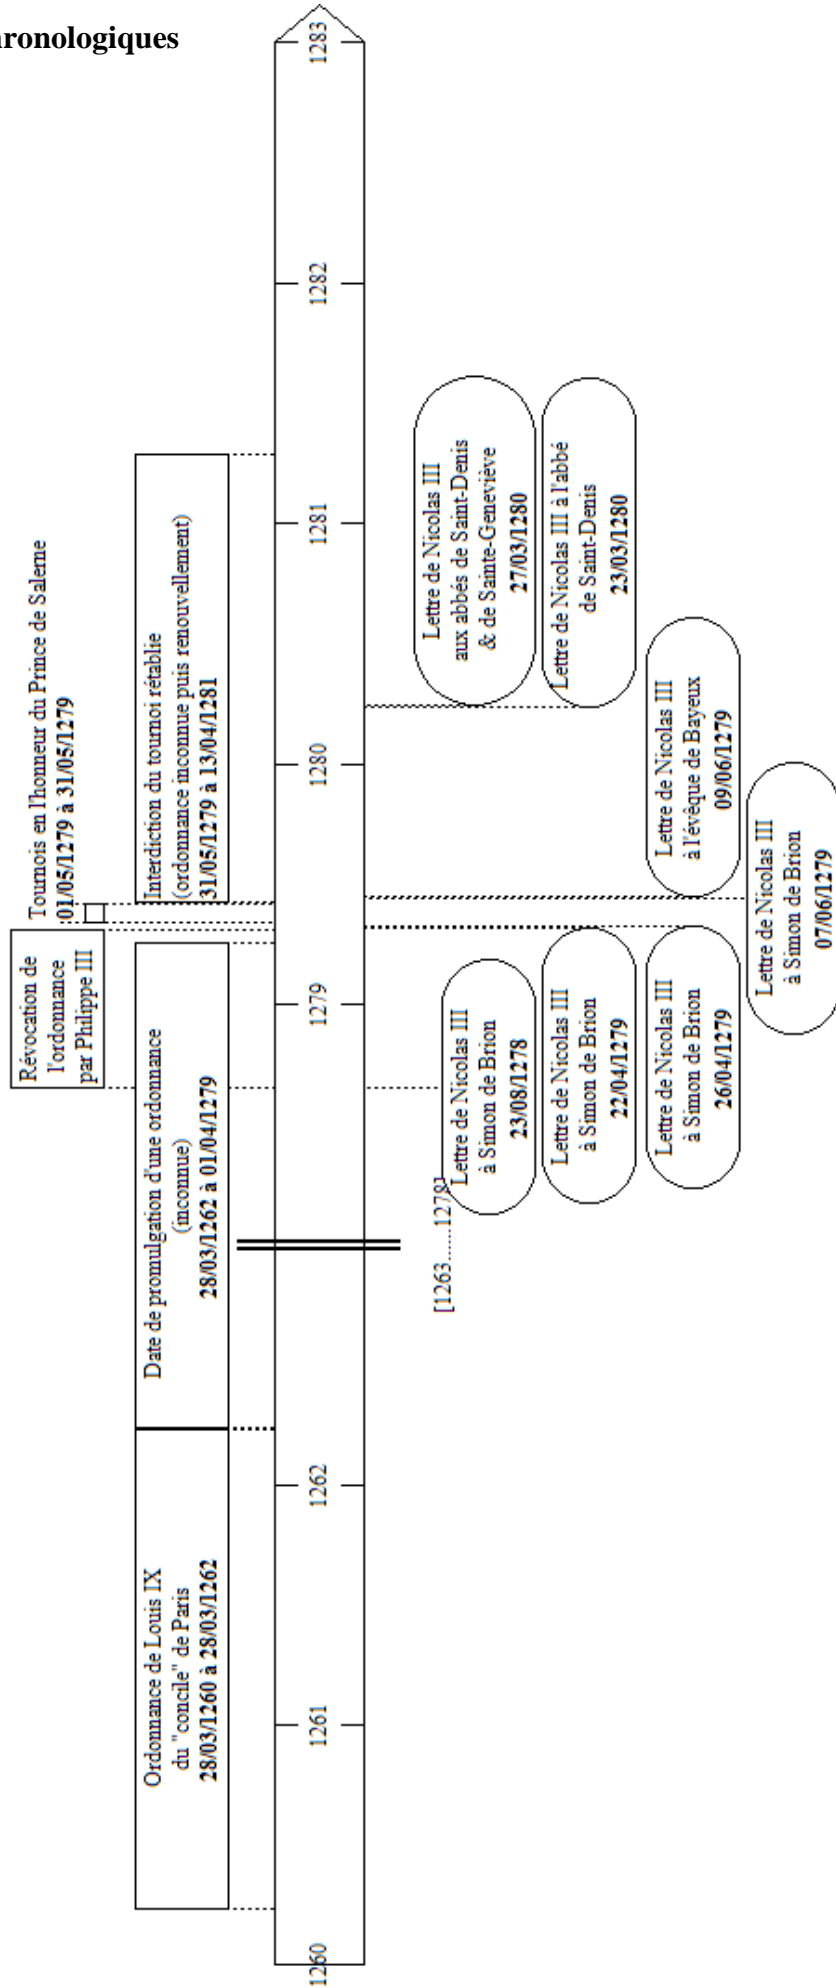 ronologiques
Révocation de
l'ordonnance
par Philippe III
Tournois en l'honneur du Prince de Salerne
01/05/1279 à 31/05/1279
Ordonnance de Louis IX
du "concile" de Paris
28/03/1260 à 28/03/1262
Date de promulgation d'une ordonnance
(inconnue)
28/03/1262 à 01/04/1279
Interdiction du tournoi rétablie
(ordonnance inconnue puis renouvellement)
31/05/1279 à 13/04/1281
1260
1261
1262
1279
1280
1281
1282
1283
[1263......1278]
Lettre de Nicolas III
à Simon de Brion
23/08/1278
Lettre de Nicolas III
à Simon de Brion
22/04/1279
Lettre de Nicolas III
à Simon de Brion
26/04/1279
Lettre de Nicolas III
à Simon de Brion
07/06/1279
Lettre de Nicolas III
à l'évêque de Bayeux
09/06/1279
Lettre de Nicolas III
aux abbés de Saint-Denis
& de Sainte-Geneviève
27/03/1280
Lettre de Nicolas III à l'abbé
de Saint-Denis
23/03/1280